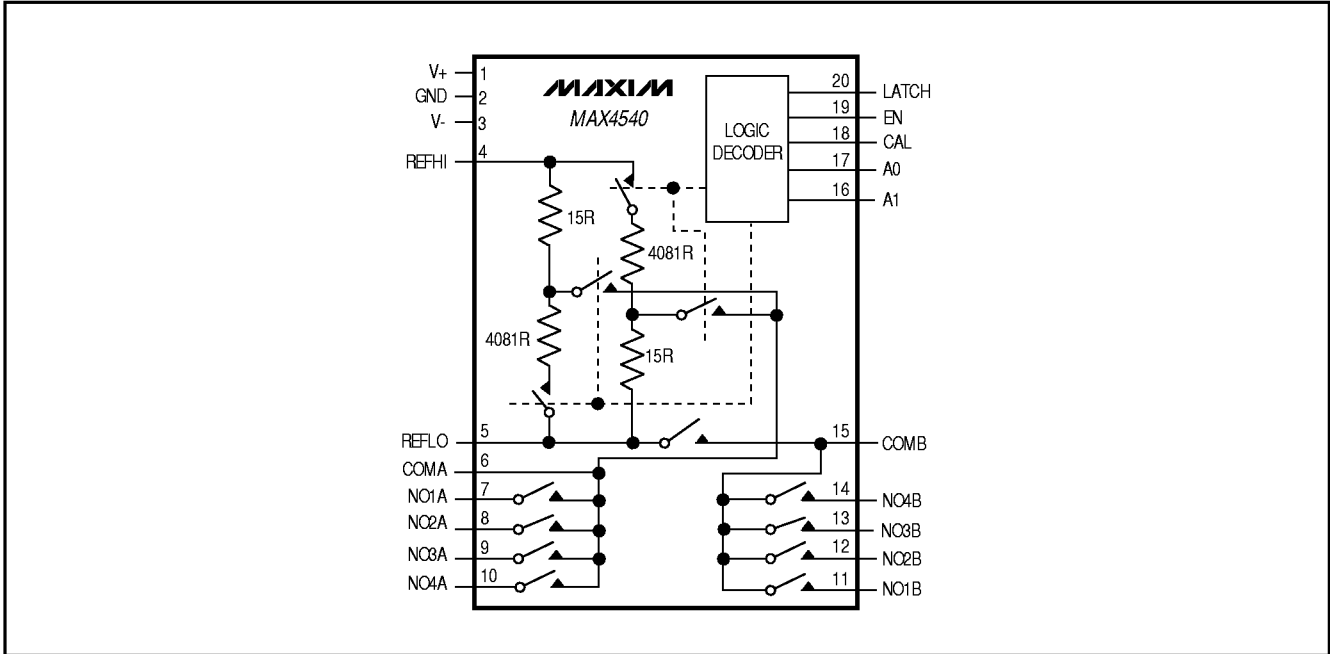 V+ 1
GND 2
V- 3
REFHI 4
MAXIM
MAX4540
LOGIC
DECODER
20 LATCH
19 EN
18 CAL
17 A0
16 A1
15R
4081R
4081R
15R
REFLO 5
COMA 6
NO1A 7
NO2A 8
NO3A 9
NO4A 10
15 COMB
14 NO4B
13 NO3B
12 NO2B
11 NO1B